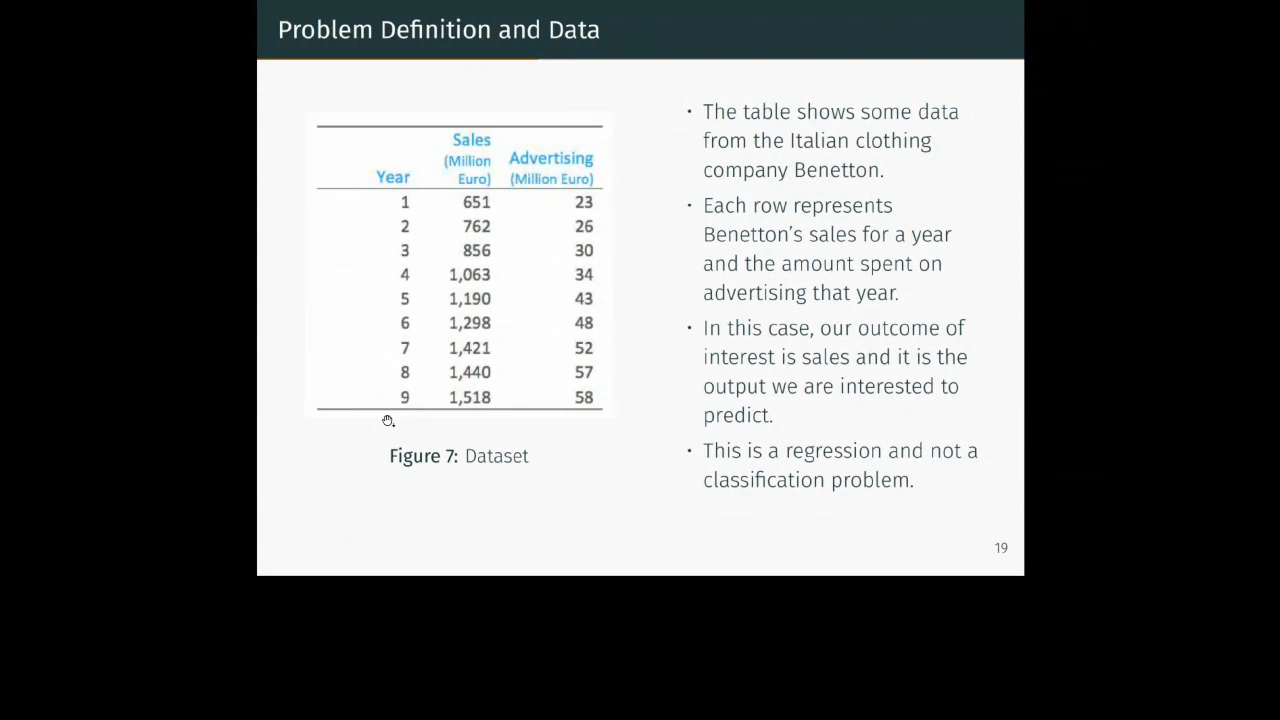 Problem Definition and Data
Sales
(Million
Euro)
Advertising
(Million Euro)
Year
1 651 23
2 762 26
3 856 30
4 1,063 34
5 1,190 43
6 1,298 48
7 1,421 52
8 1,440 57
9 1,518 58
Figure 7: Dataset
· The table shows some data
from the Italian clothing
company Benetton.
· Each row represents
Benetton's sales for a year
and the amount spent on
advertising that year.
· In this case, our outcome of
interest is sales and it is the
output we are interested to
predict.
· This is a regression and not a
classification problem.
19